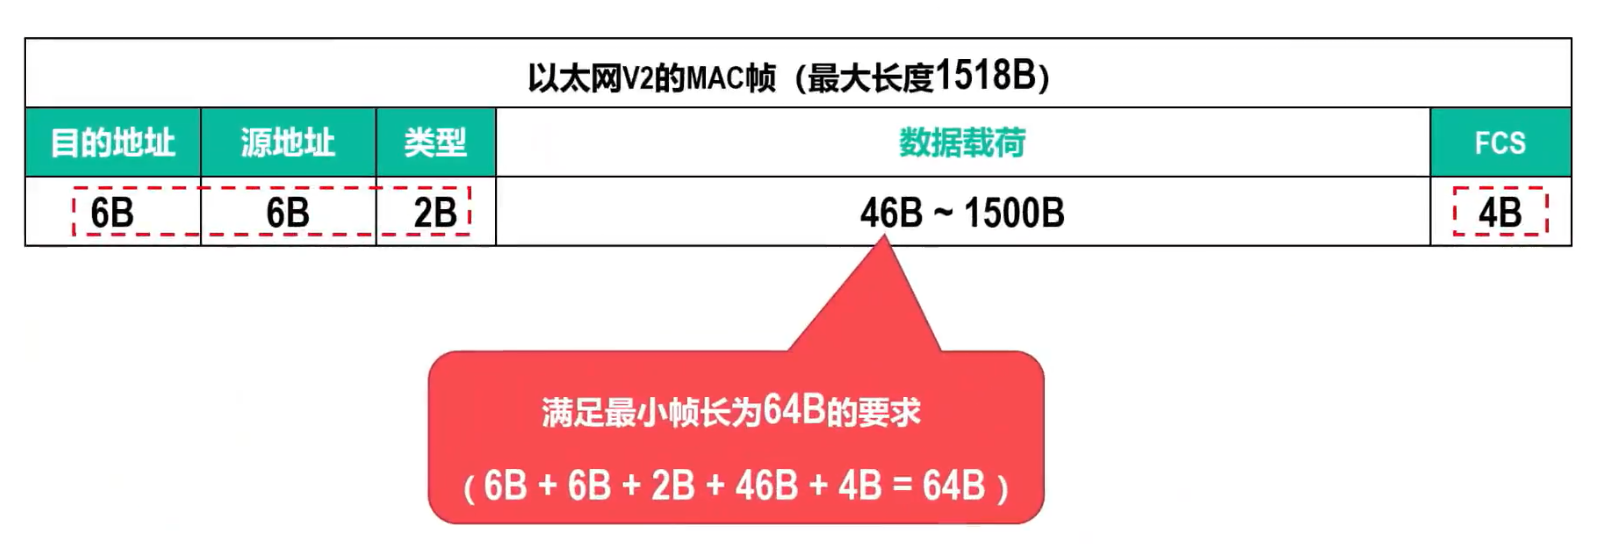 以太网V2的MAC帧（最大长度1518B）
目的地址 源地址 类型 数据载荷 FCS
6B 6B 2B 46B ~ 1500B 4B
满足最小帧长为64B的要求
（ 6B + 6B + 2B + 46B + 4B = 64B ）